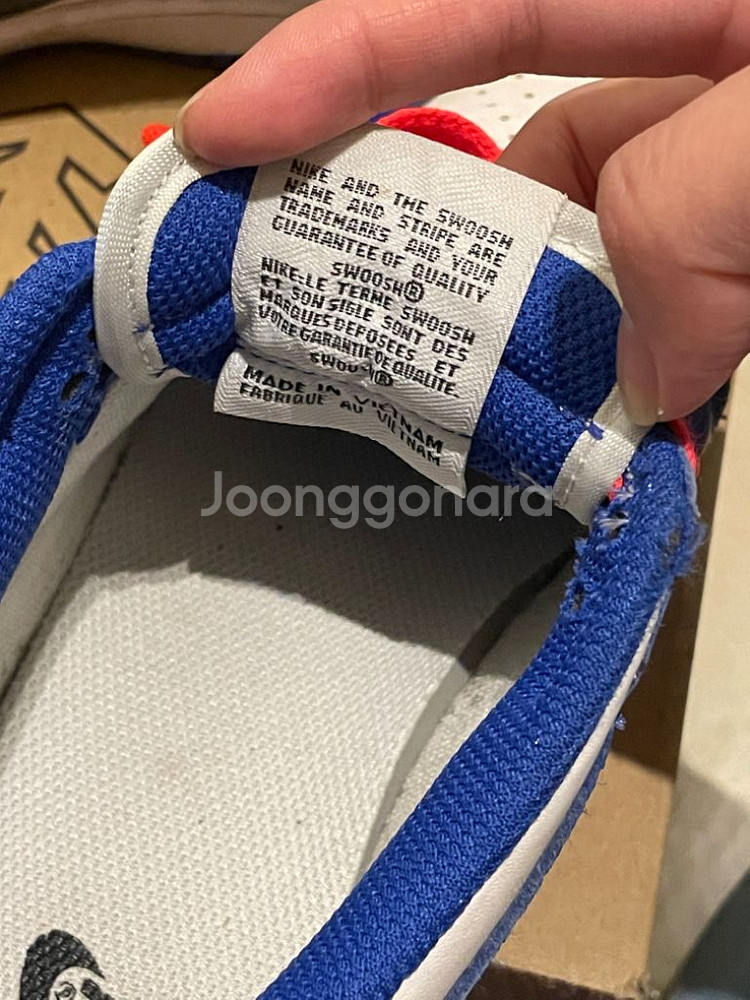 NIKE AND THE SWOOSH
NAME AND STRIPE ARE
TRADEMARKS AND YOUR
GUARANTEE OF QUALITY
SWOOSH®
NIKE:LE TERME SWOOSH
ET SON SIGLE SONT DES
MARQUES DEPOSÉES ET
VOTRE GARANTIE DE QUALITE.
SWOOSH®
MADE IN VIETNAM
FABRIQUE AU VIETNAM
Joonggonara